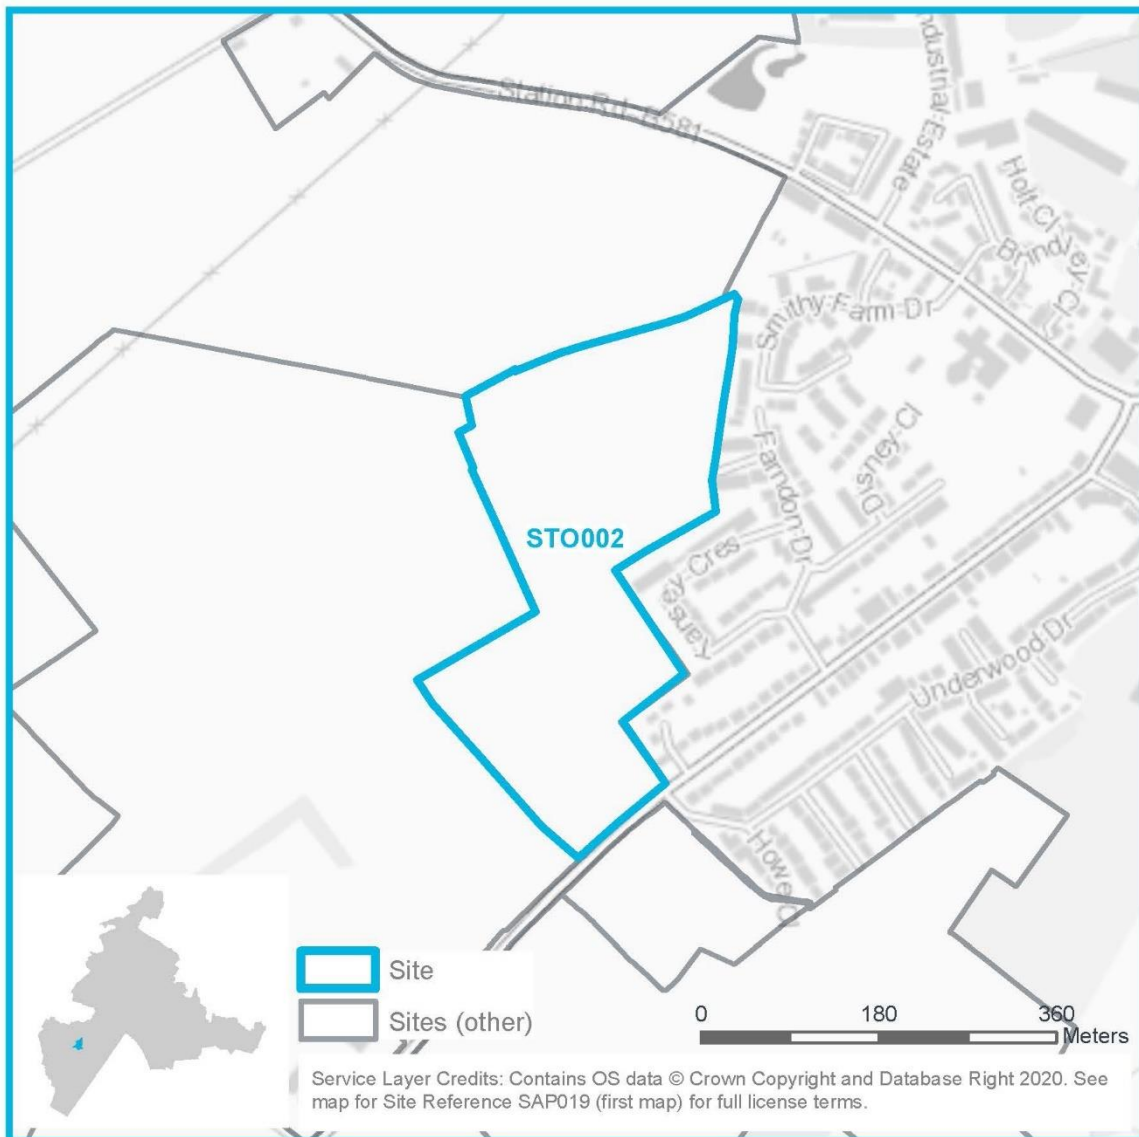 Station Rd B581
Industrial Estate
Holt Cl
Brindley Cl
Smithy Farm Dr
Disney Cl
Farndon Dr
STO002
Kansey Cres
Underwood Dr
Howe Cl
Site
Sites (other)
0 180 360
Meters
Service Layer Credits: Contains OS data © Crown Copyright and Database Right 2020. See
map for Site Reference SAP019 (first map) for full license terms.